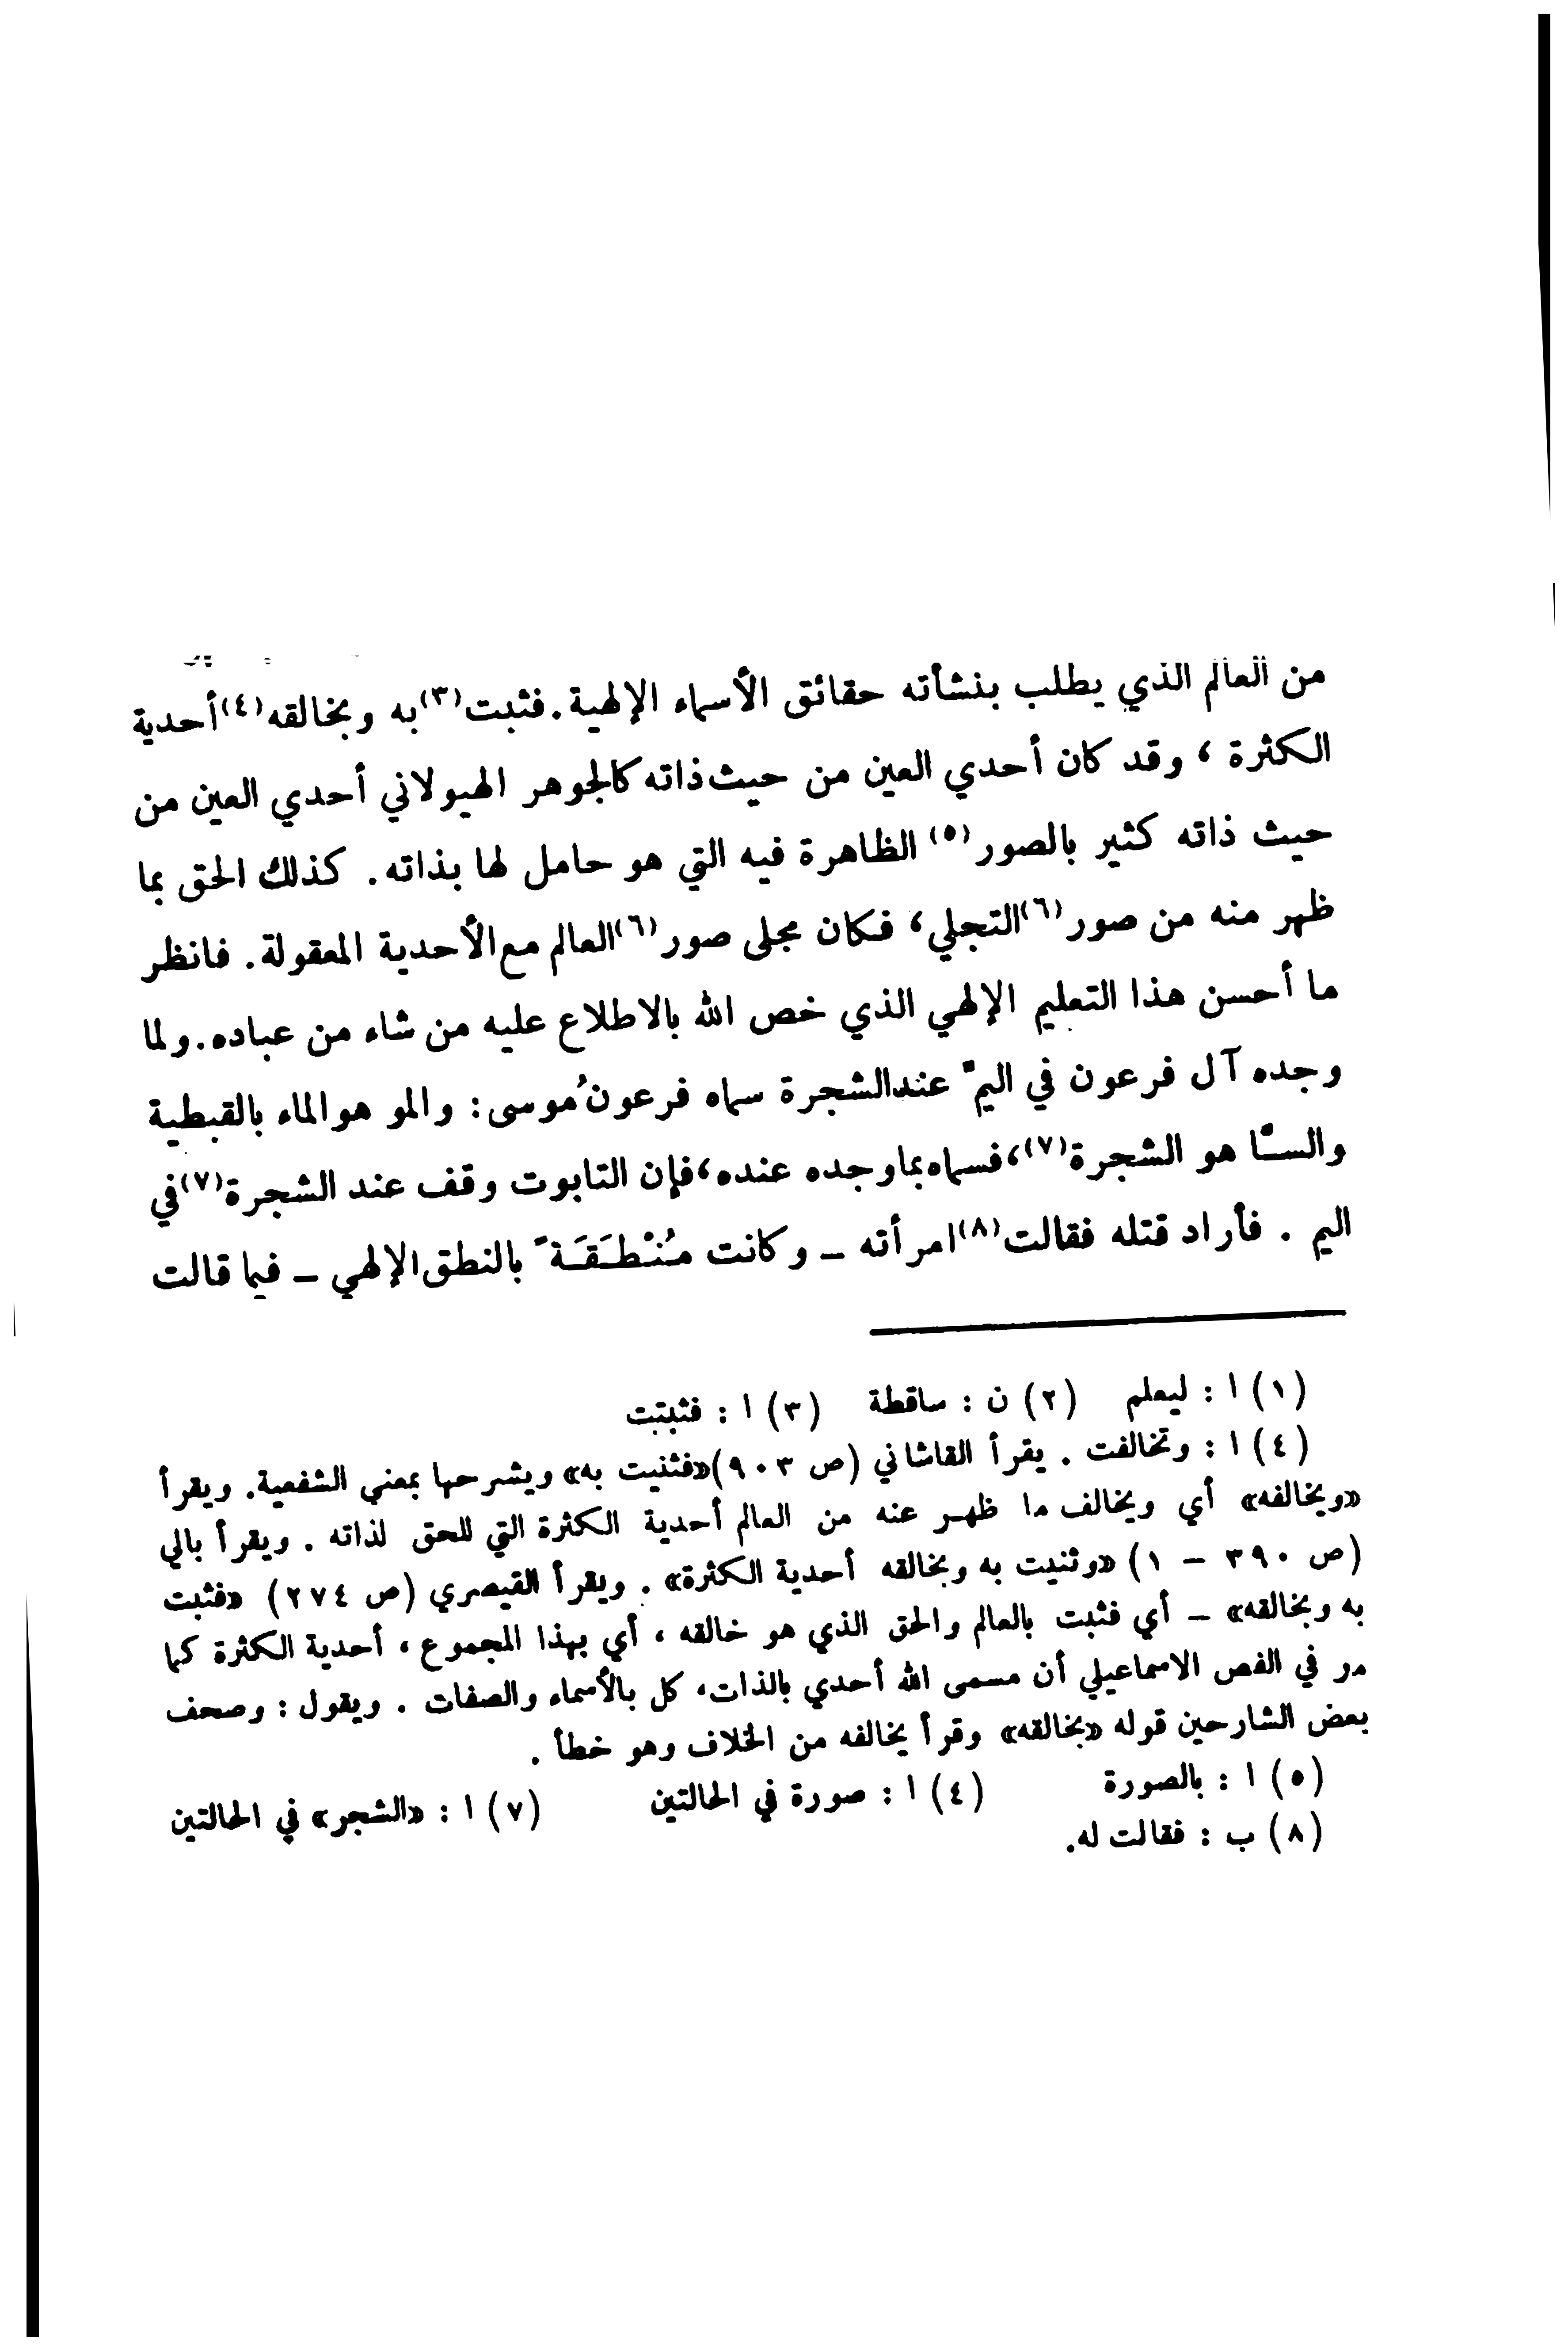 من العالم الذي يطلب بنشأته حقائق الأسماء الإلهية. فثبت(٣) به وبخالقه(٤) أحدية
الكثرة ، وقد كان أحدي العين من حيث ذاته كالجوهر الهيولاني أحدي العين من
حيث ذاته كثير بالصور(٥) الظاهرة فيه التي هو حامل لها بذاته. كذلك الحق بما
ظهر منه من صور(٦) التجلي، فكان مجلى صور(٦) العالم مع الأحدية المعقولة. فانظر
ما أحسن هذا التعليم الإلهي الذي خص الله بالاطلاع عليه من شاء من عباده. ولما
وجده آل فرعون في اليمّ عند الشجرة سماه فرعون مُوسى: والمو هو الماء بالقبطية
والسَّا هو الشجرة(٧)، فسماه بما وجده عنده، فإن التابوت وقف عند الشجرة(٧) في
اليم . فأراد قتله فقالت(٨) امرأته – وكانت مُنْطَقَةً بالنطق الإلهي – فيما قالت
(١) ا : ليعلم (٢) ن : ساقطة (٣) ا : فثبتت
(٤) ا : وتخالفت . يقرأ القاشاني (ص ٩٠٣) «فثنيت به» ويشرحها بمعنى الشفعية. ويقرأ
«ويخالفه» أي ويخالف ما ظهر عنه من العالم أحدية الكثرة التي للحق لذاته . ويقرأ بالي
(ص ٣٩٠ – ١) «وثنيت به وبخالقه أحدية الكثرة» . ويقرأ القيصري (ص ٢٧٤) «فثبت
به وبخالقه» – أي فثبت بالعالم والحق الذي هو خالقه ، أي بهذا المجموع ، أحدية الكثرة كما
مر في الفص الاسماعيلي أن مسمى الله أحدي بالذات، كل بالأسماء والصفات . ويقول : وصحف
بعض الشارحين قوله «بخالقه» وقرأ يخالفه من الخلاف وهو خطأ .
(٥) ا : بالصورة (٤) ا : صورة في الحالتين (٧) ا : «الشجر» في الحالتين
(٨) ب : فقالت له.